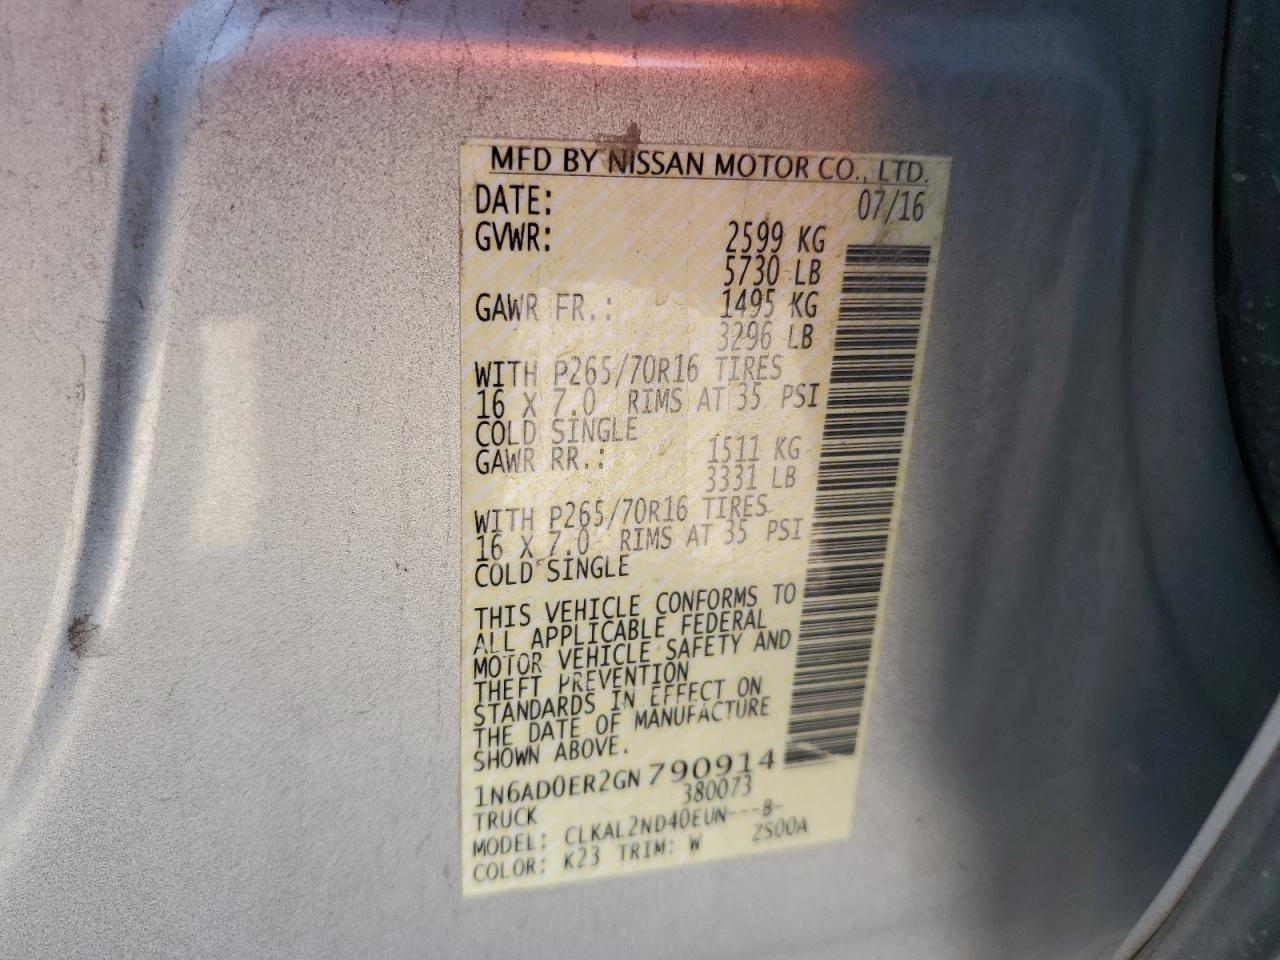 MFD BY NISSAN MOTOR CO., LTD.
DATE: 07/16
GVWR: 2599 KG
5730 LB
GAWR FR.: 1495 KG
3296 LB
WITH P265/70R16 TIRES
16 X 7.0 RIMS AT 35 PSI
COLD SINGLE
GAWR RR.: 1511 KG
3331 LB
WITH P265/70R16 TIRES
16 X 7.0 RIMS AT 35 PSI
COLD SINGLE
THIS VEHICLE CONFORMS TO
ALL APPLICABLE FEDERAL
MOTOR VEHICLE SAFETY AND
THEFT PREVENTION
STANDARDS IN EFFECT ON
THE DATE OF MANUFACTURE
SHOWN ABOVE.
1N6AD0ER2GN790914
TRUCK 380073
MODEL: CLKAL2ND40EUN---B-
COLOR: K23 TRIM: W ZS00A